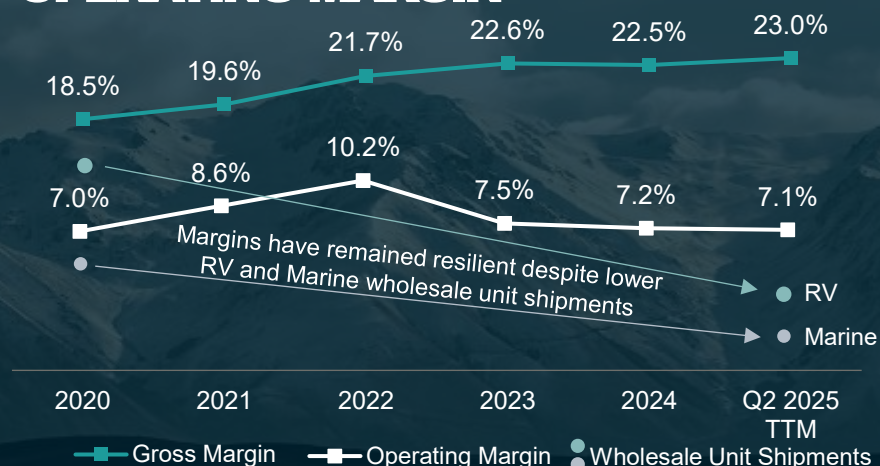 OPERATING MARGIN
18.5%
19.6%
21.7%
22.6%
22.5%
23.0%
7.0%
8.6%
10.2%
7.5%
7.2%
7.1%
Margins have remained resilient despite lower
RV and Marine wholesale unit shipments
RV
Marine
2020
2021
2022
2023
2024
Q2 2025
TTM
Gross Margin
Operating Margin
Wholesale Unit Shipments